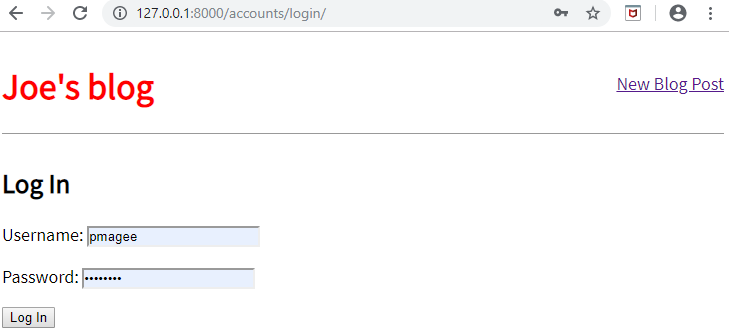 127.0.0.1:8000/accounts/login/
Joe's blog
New Blog Post
Log In
Username: pmagee
Password: ••••••••
Log In